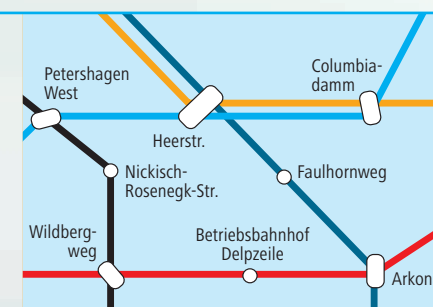 Petershagen
West
Columbia-
damm
Heerstr.
Nickisch-
Rosenegk-Str.
Faulhornweg
Wildberg-
weg
Betriebsbahnhof
Delpzeile
Arkon